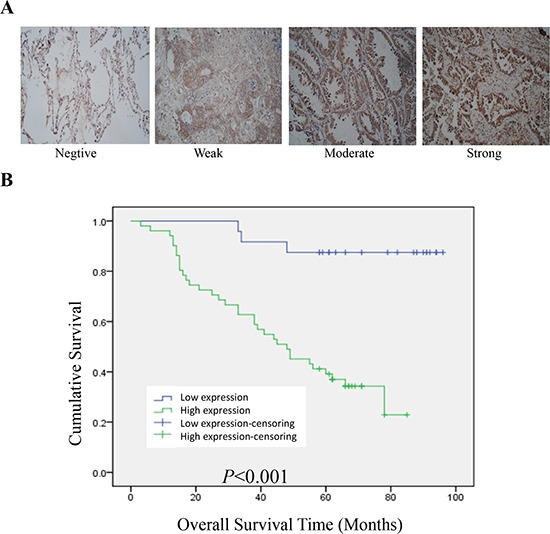 A
Negtive
Weak
Moderate
Strong
B
Cumulative Survival
1.0
0.8
0.6
0.4
0.2
0.0
Low expression
High expression
Low expression-censoring
High expression-censoring
P<0.001
0
20
40
60
80
100
Overall Survival Time (Months)